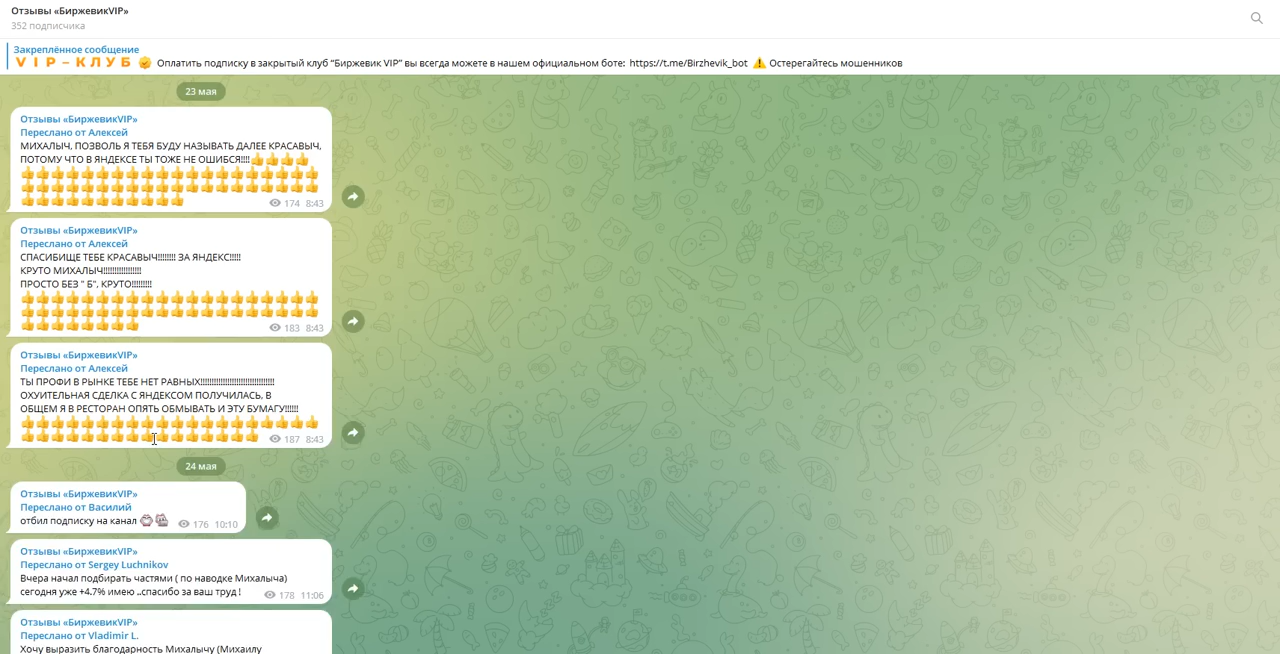 Отзывы «БиржевикVIP»
352 подписчика
Закреплённое сообщение
VIP-КЛУБ Оплатить подписку в закрытый клуб "Биржевик VIP" вы всегда можете в нашем официальном боте: https://t.me/Birzhevik_bot ⚠️ Остерегайтесь мошенников
23 мая
Отзывы «БиржевикVIP»
Переслано от Алексей
МИХАЛЫЧ, ПОЗВОЛЬ Я ТЕБЯ БУДУ НАЗЫВАТЬ ДАЛЕЕ КРАСАВЫЧ,
ПОТОМУ ЧТО В ЯНДЕКСЕ ТЫ ТОЖЕ НЕ ОШИБСЯ!!!!
174 8:43
Отзывы «БиржевикVIP»
Переслано от Алексей
СПАСИБИЩЕ ТЕБЕ КРАСАВЫЧ!!!!!!!!! ЗА ЯНДЕКС!!!!!
КРУТО МИХАЛЫЧ!!!!!!!!!!!!!!!!!!
ПРОСТО БЕЗ " Б", КРУТО!!!!!!!!!
183 8:43
Отзывы «БиржевикVIP»
Переслано от Алексей
ТЫ ПРОФИ В РЫНКЕ ТЕБЕ НЕТ РАВНЫХ!!!!!!!!!!!!!!!!!!!!!!!!!!!!!!!!!!!
ОХУИТЕЛЬНАЯ СДЕЛКА С ЯНДЕКСОМ ПОЛУЧИЛАСЬ, В
ОБЩЕМ Я В РЕСТОРАН ОПЯТЬ ОБМЫВАТЬ И ЭТУ БУМАГУ!!!!!!
187 8:43
24 мая
Отзывы «БиржевикVIP»
Переслано от Василий
отбил подписку на канал
176 10:10
Отзывы «БиржевикVIP»
Переслано от Sergey Luchnikov
Вчера начал подбирать частями ( по наводке Михалыча)
сегодня уже +4.7% имею ..спасибо за ваш труд !
178 11:06
Отзывы «БиржевикVIP»
Переслано от Vladimir L.
Хочу выразить благодарность Михалычу (Михаилу